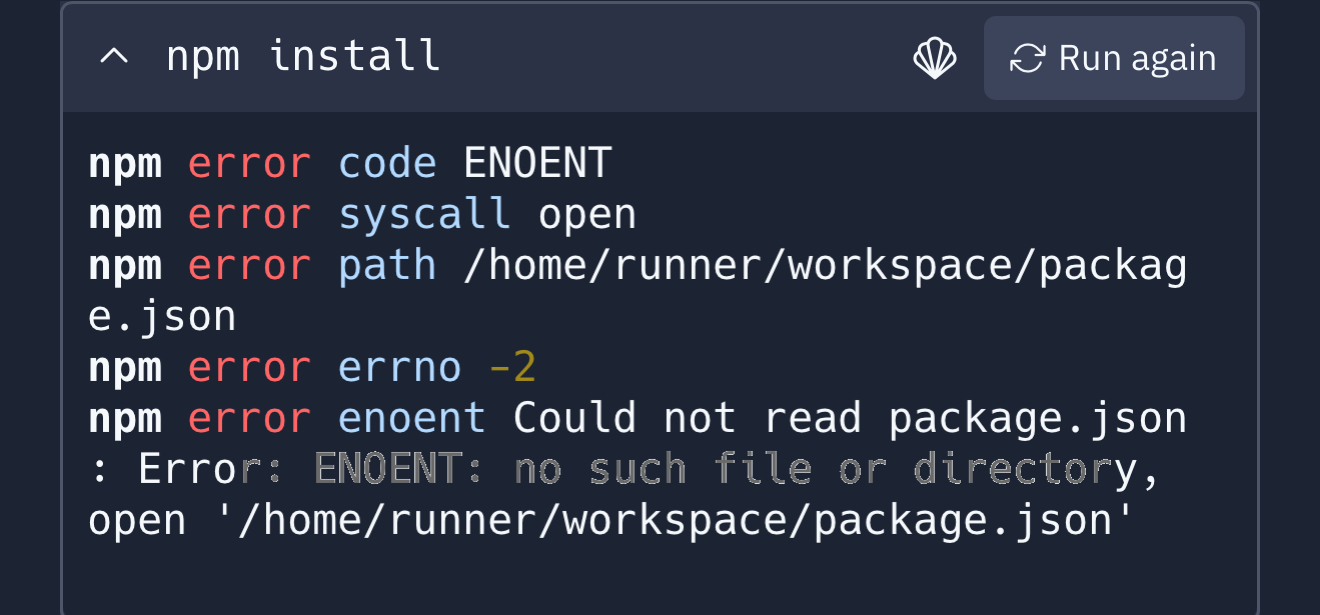 npm install
Run again
npm error code ENOENT
npm error syscall open
npm error path /home/runner/workspace/packag
e.json
npm error errno -2
npm error enoent Could not read package.json
: Error: ENOENT: no such file or directory,
open '/home/runner/workspace/package.json'